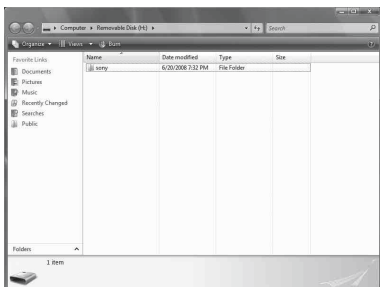 Computer ▸ Removable Disk (H:) ▸ Search
Organize Views Burn
Favorite Links
Documents
Pictures
Music
Recently Changed
Searches
Public
Folders
Name Date modified Type Size
sony 6/20/2008 7:32 PM File Folder
1 item